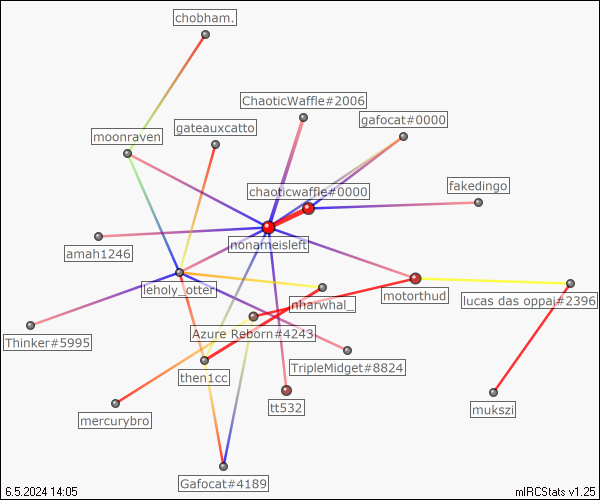 chobham.
ChaoticWaffle#2006
gafocat#0000
gateauxcatto
moonraven
chaoticwaffle#0000
fakedingo
amah1246
nonameisleft
leholy_otter
nharwhal_
motorthud
lucas das oppaj#2396
Azure Reborn#4243
Thinker#5995
TripleMidget#8824
then1cc
tt532
mukszi
mercurybro
Gafocat#4189
6.5.2024 14:05
mIRCStats v1.25